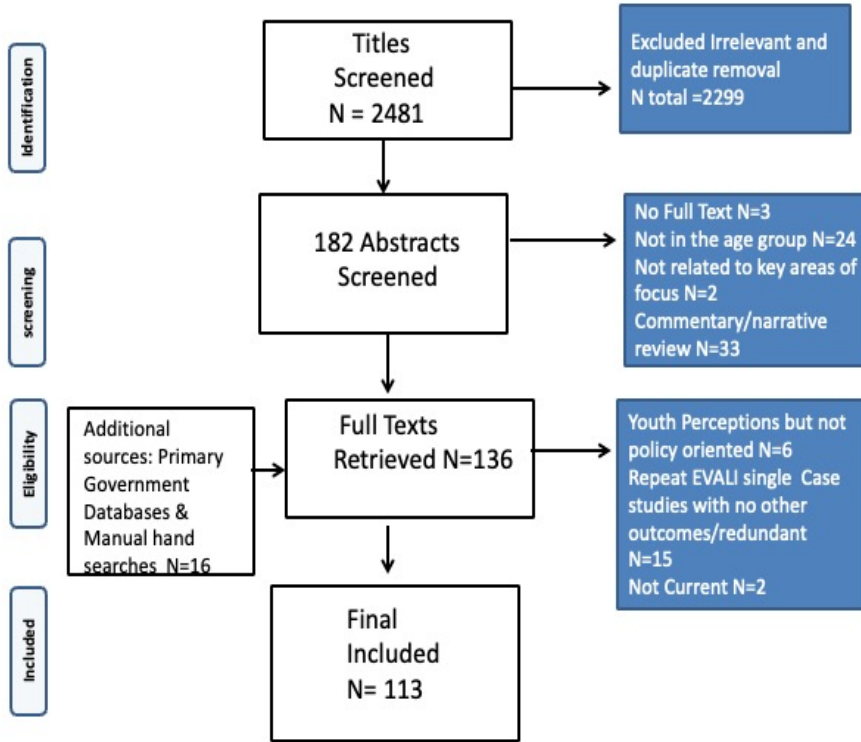 Identification
Titles
Screened
N = 2481
Excluded Irrelevant and
duplicate removal
N total =2299
screening
182 Abstracts
Screened
No Full Text N=3
Not in the age group N=24
Not related to key areas of
focus N=2
Commentary/narrative
review N=33
Eligibility
Additional
sources: Primary
Government
Databases &
Manual hand
searches N=16
Full Texts
Retrieved N=136
Youth Perceptions but not
policy oriented N=6
Repeat EVALI single Case
studies with no other
outcomes/redundant
N=15
Not Current N=2
Included
Final
Included
N= 113